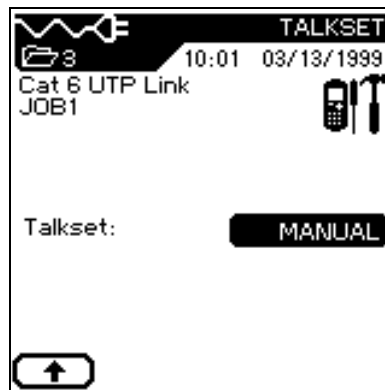 TALKSET
3 10:01 03/13/1999
Cat 6 UTP Link
JOB1
Talkset: MANUAL